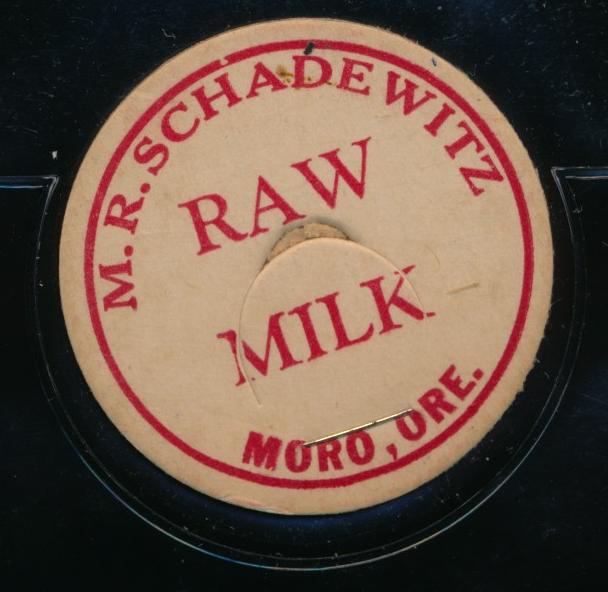 M. R. SCHADEWITZ
RAW
MILK
MORO, ORE.